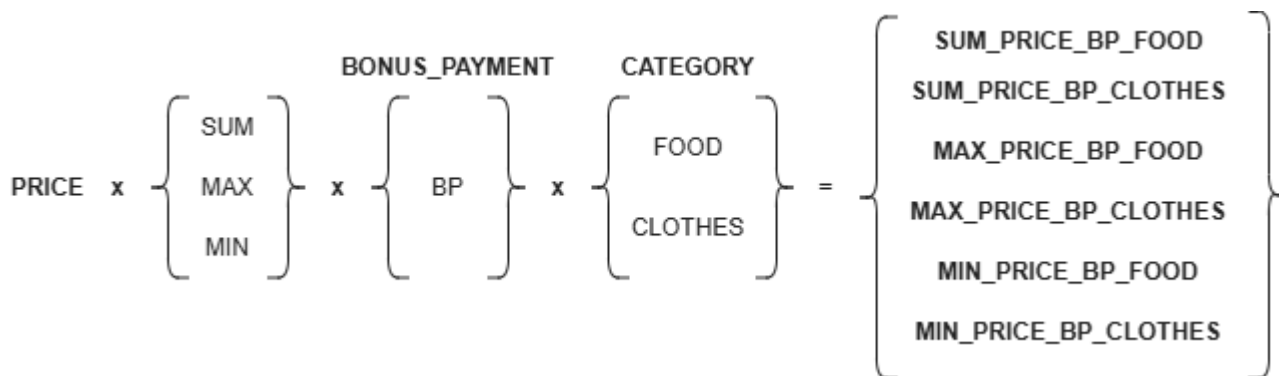 BONUS_PAYMENT CATEGORY
PRICE x SUM MAX MIN x BP x FOOD CLOTHES =
SUM_PRICE_BP_FOOD
SUM_PRICE_BP_CLOTHES
MAX_PRICE_BP_FOOD
MAX_PRICE_BP_CLOTHES
MIN_PRICE_BP_FOOD
MIN_PRICE_BP_CLOTHES